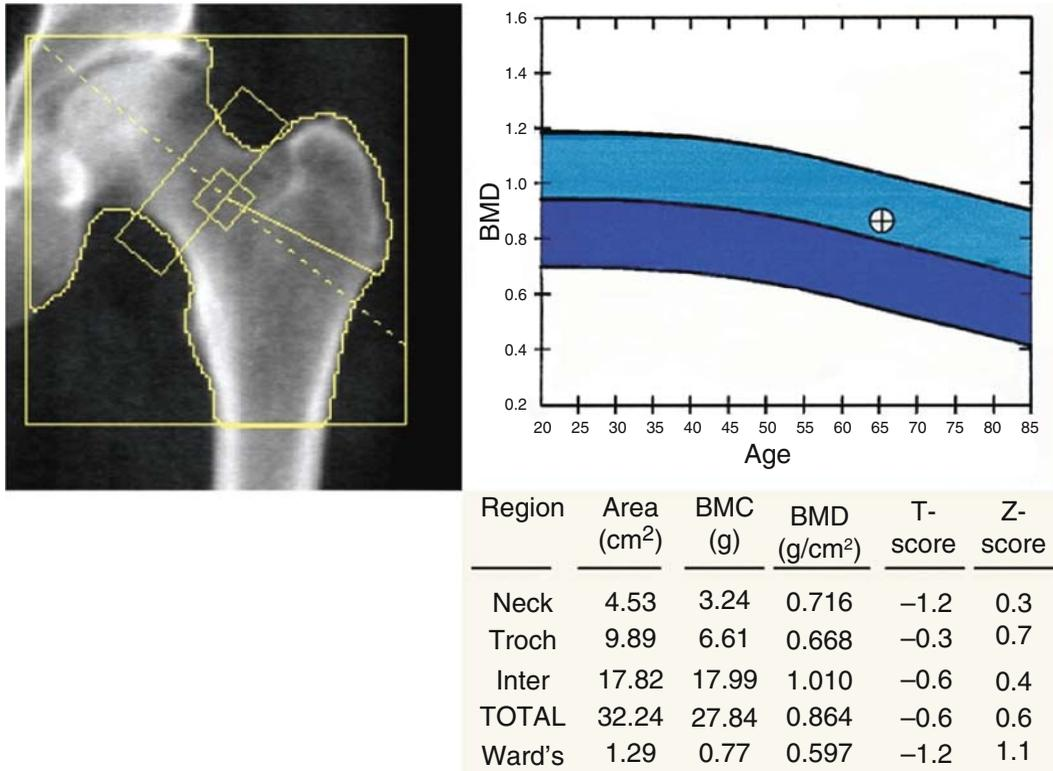 1.6
1.4
1.2
1.0
0.8
0.6
0.4
0.2
BMD
20 25 30 35 40 45 50 55 60 65 70 75 80 85
Age
Region Area (cm²) BMC (g) BMD (g/cm²) T-score Z-score
Neck 4.53 3.24 0.716 –1.2 0.3
Troch 9.89 6.61 0.668 –0.3 0.7
Inter 17.82 17.99 1.010 –0.6 0.4
TOTAL 32.24 27.84 0.864 –0.6 0.6
Ward's 1.29 0.77 0.597 –1.2 1.1